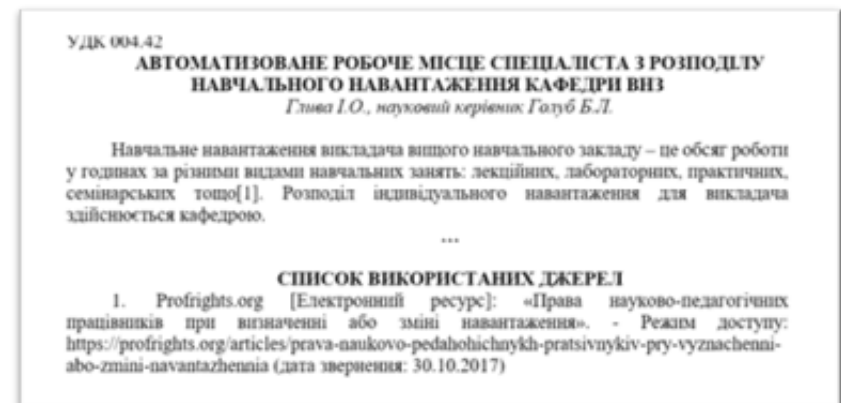 УДК 004.42
АВТОМАТИЗОВАНЕ РОБОЧЕ МІСЦЕ СПЕЦІАЛІСТА З РОЗПОДІЛУ
НАВЧАЛЬНОГО НАВАНТАЖЕННЯ КАФЕДРИ ВНЗ
Глива І.О., науковий керівник Голуб Б.Л.
Навчальне навантаження викладача вищого навчального закладу – це обсяг роботи
у годинах за різними видами навчальних занять: лекційних, лабораторних, практичних,
семінарських тощо[1]. Розподіл індивідуального навантаження для викладача
здійснюється кафедрою.
...
СПИСОК ВИКОРИСТАНИХ ДЖЕРЕЛ
1. Profrights.org [Електронний ресурс]: «Права науково-педагогічних
працівників при визначенні або зміні навантаження». - Режим доступу:
https://profrights.org/articles/prava-naukovo-pedahohichnykh-pratsivnykiv-pry-vyznachenni-
abo-zmini-navantazhennia (дата звернення: 30.10.2017)